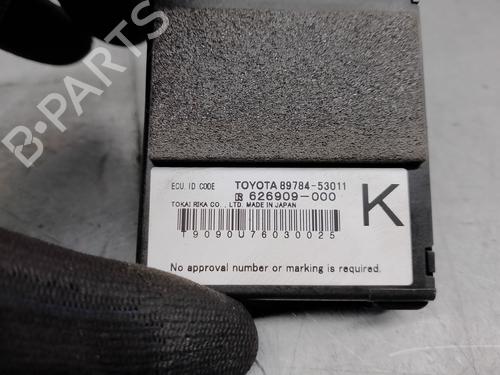 B-PARTS
ECU. ID CODE TOYOTA 89784-53011
626909-000
TOKAI RIKA CO., LTD. MADE IN JAPAN
K
T9090U76030025
No approval number or marking is required.